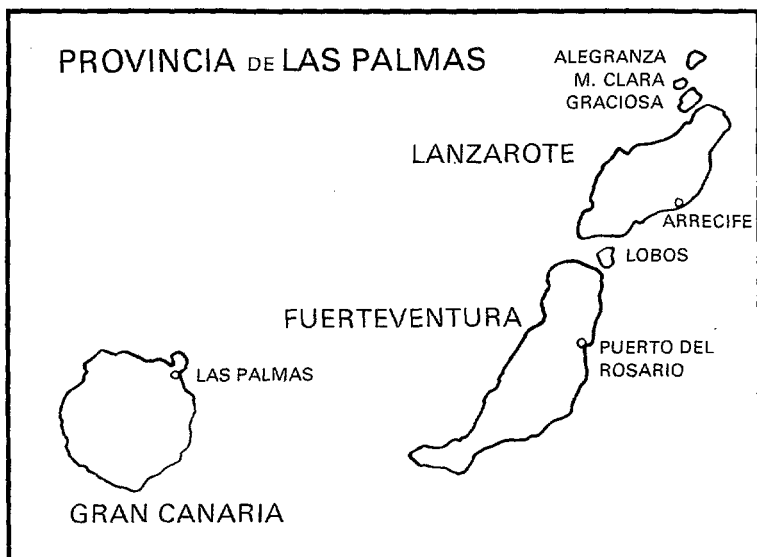 PROVINCIA DE LAS PALMAS
ALEGRANZA
M. CLARA
GRACIOSA
LANZAROTE
ARRECIFE
LOBOS
FUERTEVENTURA
PUERTO DEL
ROSARIO
LAS PALMAS
GRAN CANARIA